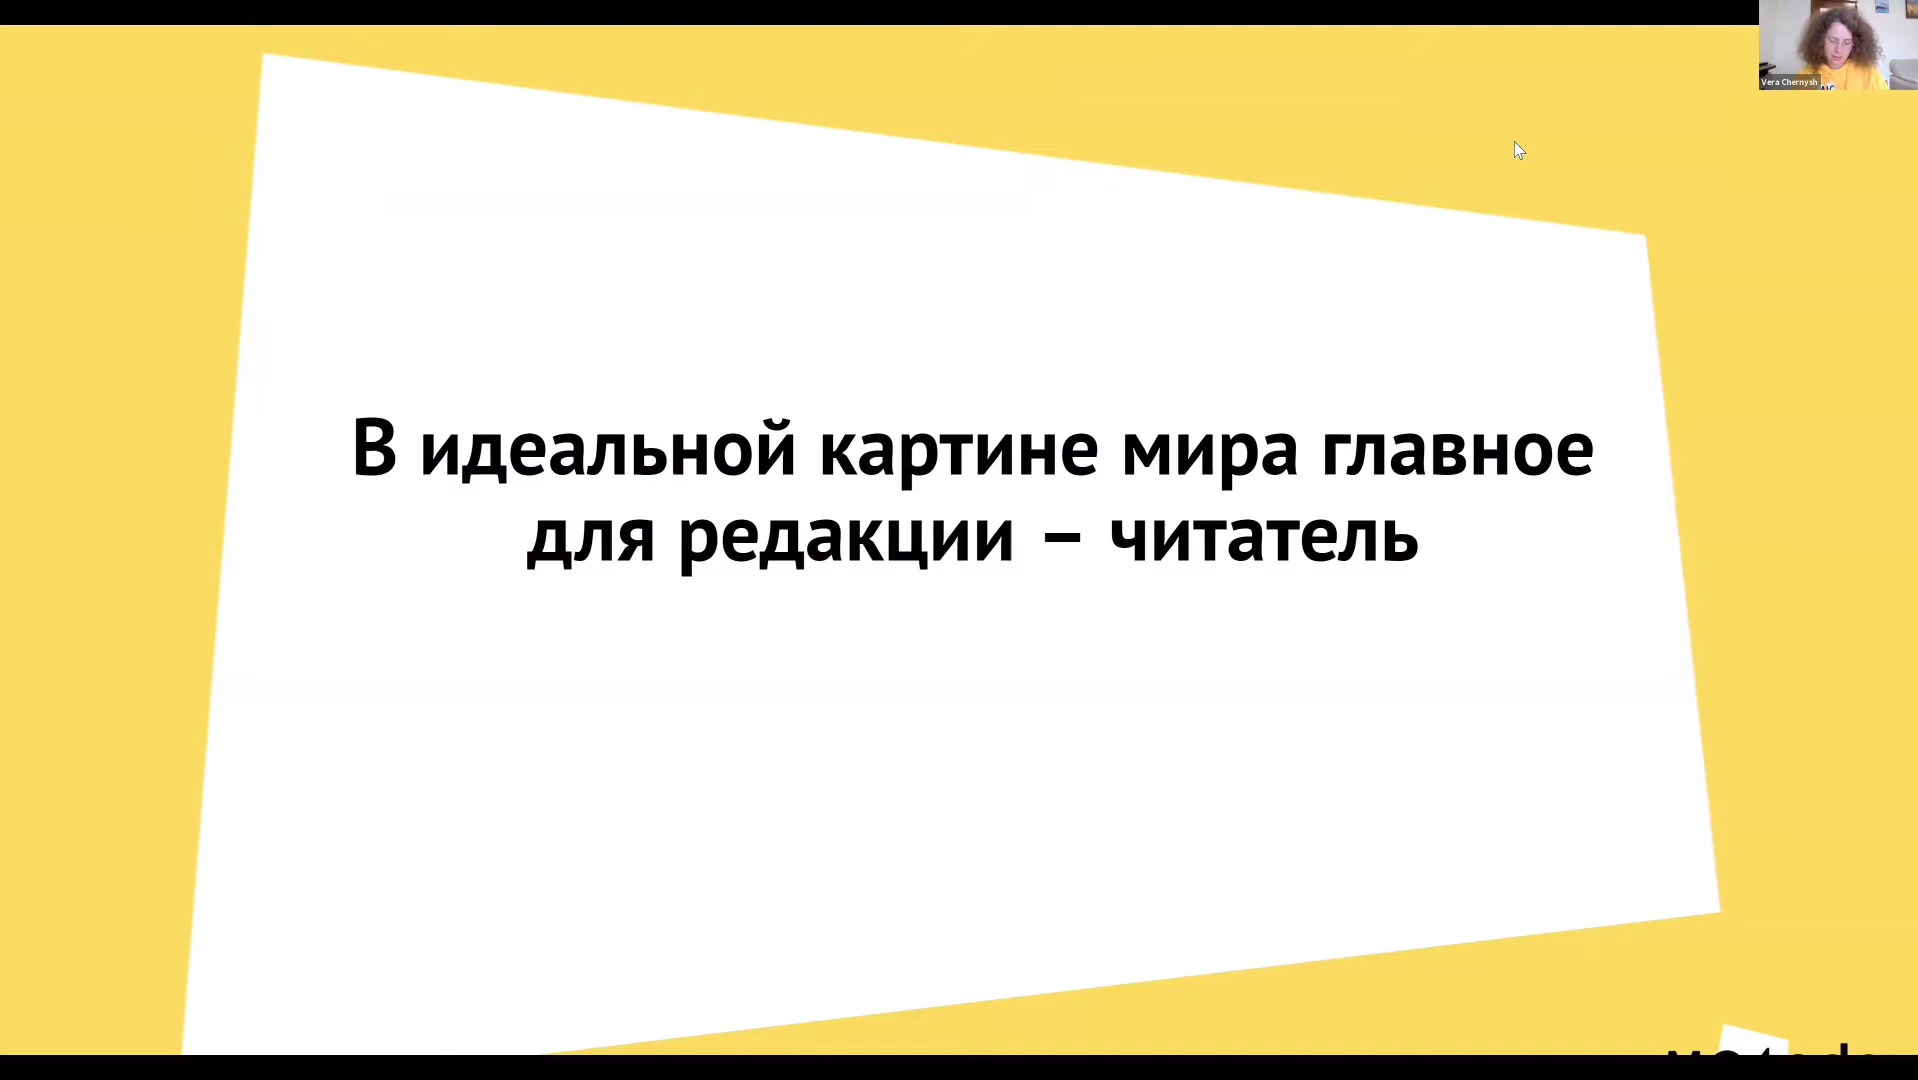 Vera Chernysh
В идеальной картине мира главное
для редакции – читатель